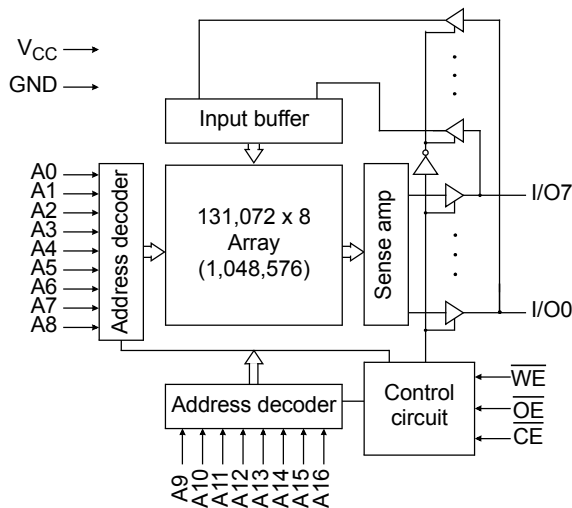 VCC
GND
Input buffer
A0
A1
A2
A3
A4
A5
A6
A7
A8
Address decoder
131,072 x 8
Array
(1,048,576)
Sense amp
I/O7
I/O0
Address decoder
Control
circuit
WE
OE
CE
A9
A10
A11
A12
A13
A14
A15
A16